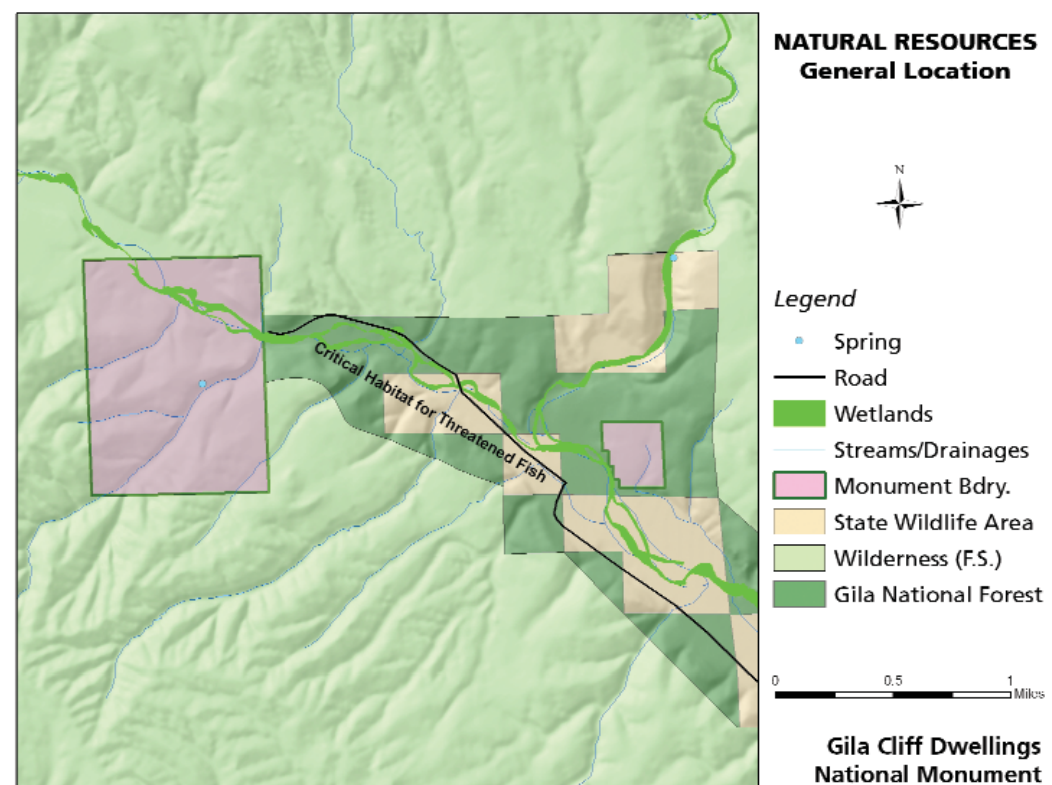 NATURAL RESOURCES
General Location
N
Critical Habitat for Threatened Fish
Legend
Spring
Road
Wetlands
Streams/Drainages
Monument Bdry.
State Wildlife Area
Wilderness (F.S.)
Gila National Forest
0 0.5 1
Miles
Gila Cliff Dwellings
National Monument